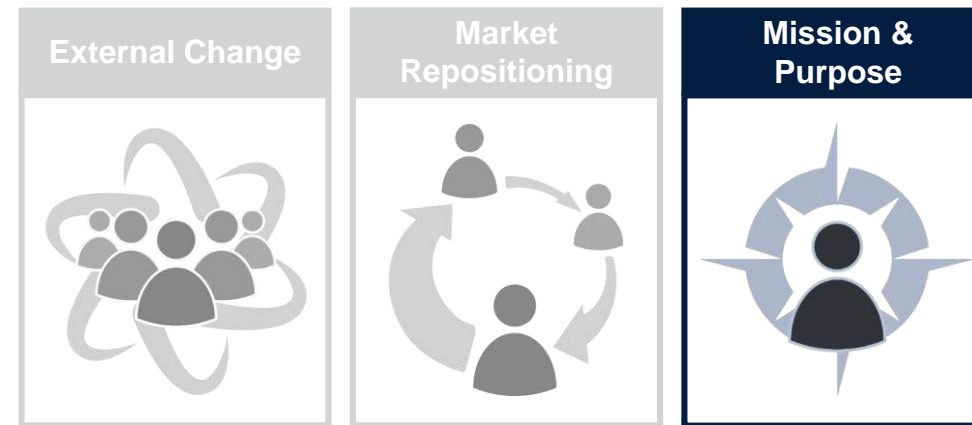 External Change
Market
Repositioning
Mission &
Purpose